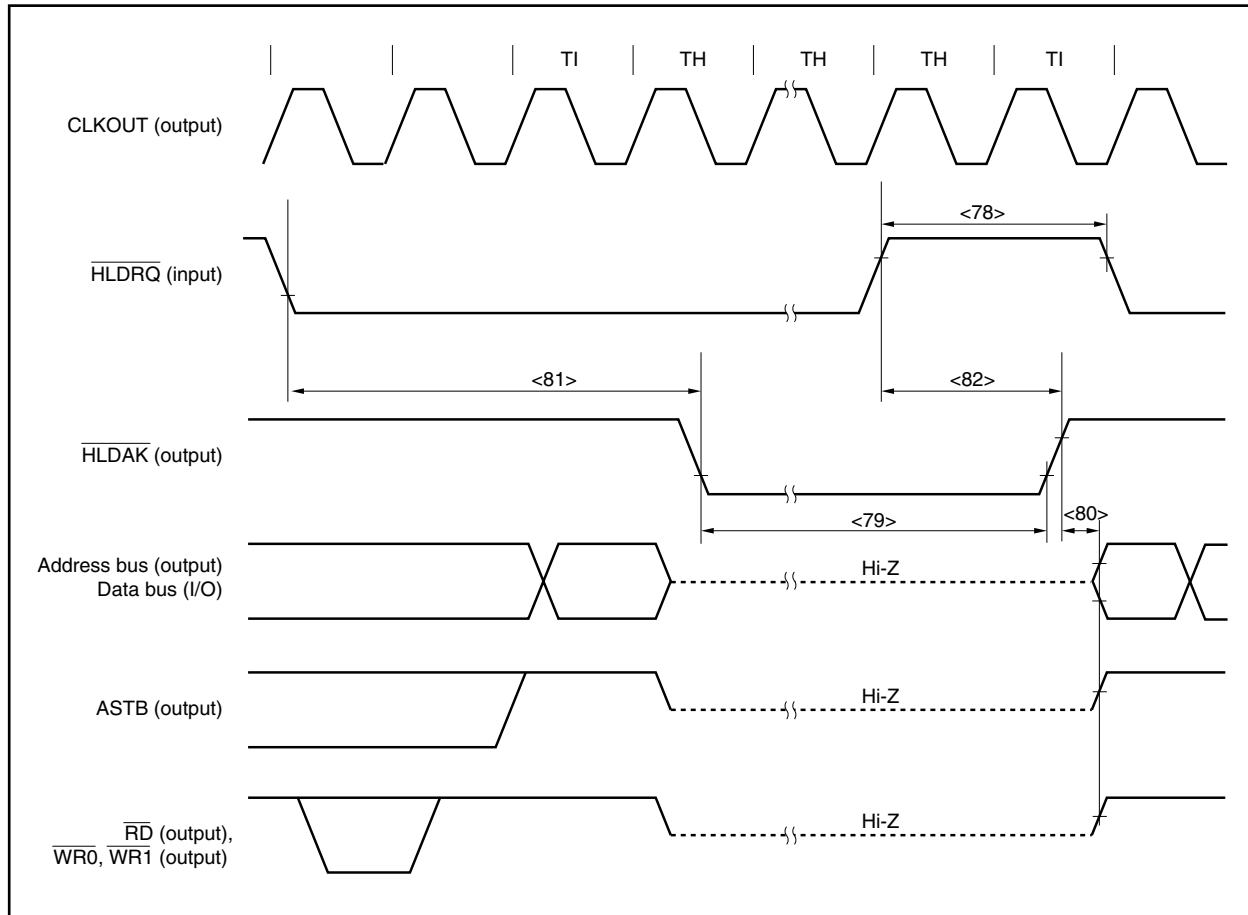 TI TH TH TH TI
CLKOUT (output)
<78>
HLDRQ (input)
<81>
<82>
HLDAK (output)
<79>
<80>
Address bus (output)
Data bus (I/O)
Hi-Z
ASTB (output)
Hi-Z
RD (output),
WR0, WR1 (output)
Hi-Z